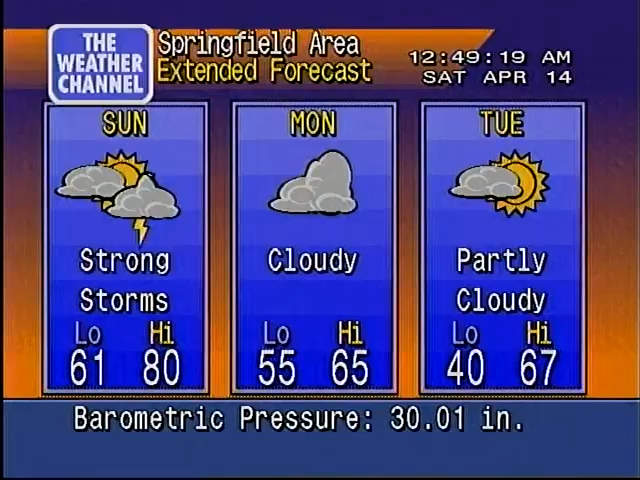 THE
WEATHER
CHANNEL
Springfield Area
Extended Forecast
12:49:19 AM
SAT APR 14
SUN
Strong
Storms
Lo Hi
61 80
MON
Cloudy
Lo Hi
55 65
TUE
Partly
Cloudy
Lo Hi
40 67
Barometric Pressure: 30.01 in.